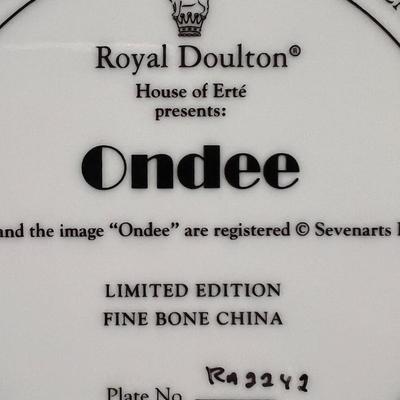 Royal Doulton®
House of Erté
presents:
Ondee
and the image "Ondee" are registered © Sevenarts
LIMITED EDITION
FINE BONE CHINA
Plate No. RA2242